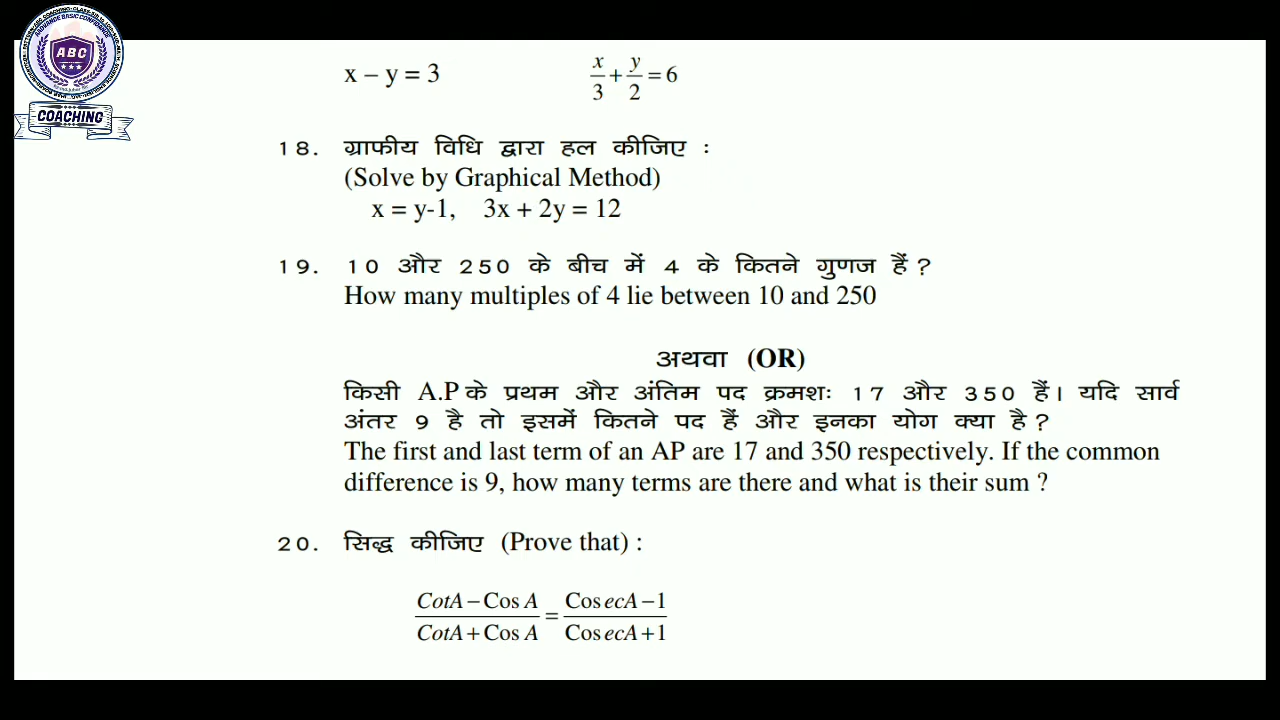 ABC
COACHING
x – y = 3 x/3 + y/2 = 6
18. ग्राफीय विधि द्वारा हल कीजिए :
(Solve by Graphical Method)
x = y-1, 3x + 2y = 12
19. 10 और 250 के बीच में 4 के कितने गुणज हैं ?
How many multiples of 4 lie between 10 and 250
अथवा (OR)
किसी A.P के प्रथम और अंतिम पद क्रमशः 17 और 350 हैं। यदि सार्व
अंतर 9 है तो इसमें कितने पद हैं और इनका योग क्या है ?
The first and last term of an AP are 17 and 350 respectively. If the common
difference is 9, how many terms are there and what is their sum ?
20. सिद्ध कीजिए (Prove that) :
CotA – Cos A / CotA + Cos A = Cos ecA – 1 / Cos ecA + 1